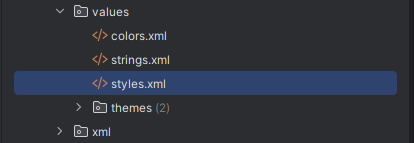 values
colors.xml
strings.xml
styles.xml
themes (2)
xml